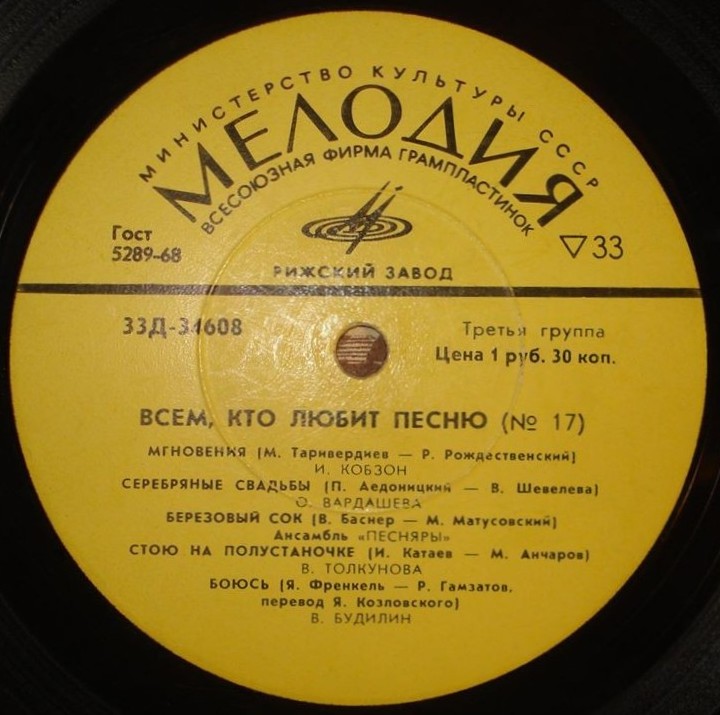 МИНИСТЕРСТВО КУЛЬТУРЫ СССР
МЕЛОДИЯ
ВСЕСОЮЗНАЯ ФИРМА ГРАМПЛАСТИНОК
Гост
5289-68
▽33
РИЖСКИЙ ЗАВОД
33Д-34608
Третья группа
Цена 1 руб. 30 коп.
ВСЕМ, КТО ЛЮБИТ ПЕСНЮ (№ 17)
МГНОВЕНИЯ (М. Таривердиев — Р. Рождественский)
И. КОБЗОН
СЕРЕБРЯНЫЕ СВАДЬБЫ (П. Аедоницкий — В. Шевелева)
О. ВАРДАШЕВА
БЕРЕЗОВЫЙ СОК (В. Баснер — М. Матусовский)
Ансамбль «ПЕСНЯРЫ»
СТОЮ НА ПОЛУСТАНОЧКЕ (И. Катаев — М. Анчаров)
В. ТОЛКУНОВА
БОЮСЬ (Я. Френкель — Р. Гамзатов,
перевод Я. Козловского)
В. БУДИЛИН